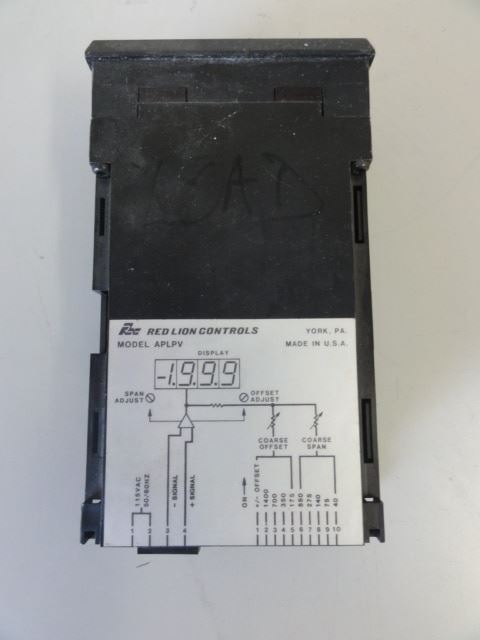 LEAD
RED LION CONTROLS YORK, PA.
MODEL APLPV MADE IN U.S.A.
DISPLAY
-1.9.9.9
SPAN ADJUST OFFSET ADJUST
COARSE OFFSET COARSE SPAN
115VAC 50/60HZ - SIGNAL + SIGNAL ON → +/- OFFSET 1400 700 350 175 550 275 140 75 40
1 2 3 4 1 2 3 4 5 6 7 8 9 10